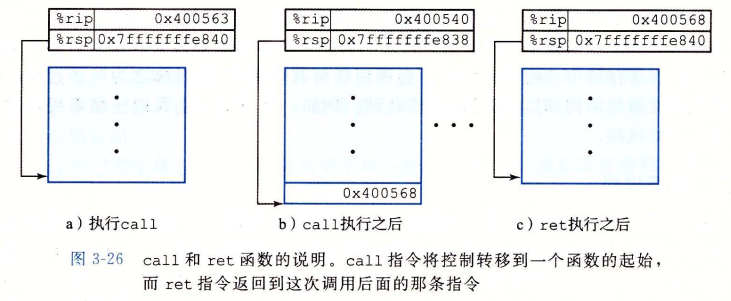 %rip 0x400563
%rsp 0x7fffffffe840
%rip 0x400540
%rsp 0x7fffffffe838
%rip 0x400568
%rsp 0x7fffffffe840
0x400568
a）执行call
b）call执行之后
c）ret执行之后
图 3-26 call 和 ret 函数的说明。call 指令将控制转移到一个函数的起始，
而 ret 指令返回到这次调用后面的那条指令